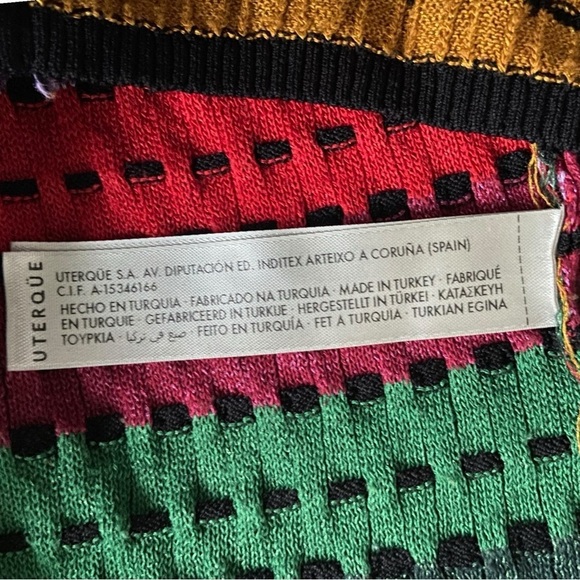 UTERQÜE
UTERQÜE S.A. AV. DIPUTACIÓN ED. INDITEX ARTEIXO A CORUÑA (SPAIN)
C.I.F. A-15346166
HECHO EN TURQUIA · FABRICADO NA TURQUIA · MADE IN TURKEY · FABRIQUÉ
EN TURQUIE · GEFABRICEERD IN TURKIJE · HERGESTELLT IN TÜRKEI · ΚΑΤΑΣΚΕΥΗ
ΤΟΥΡΚΙΑ · صنع في تركيا · FEITO EN TURQUÍA · FET A TURQUIA · TURKIAN EGINA